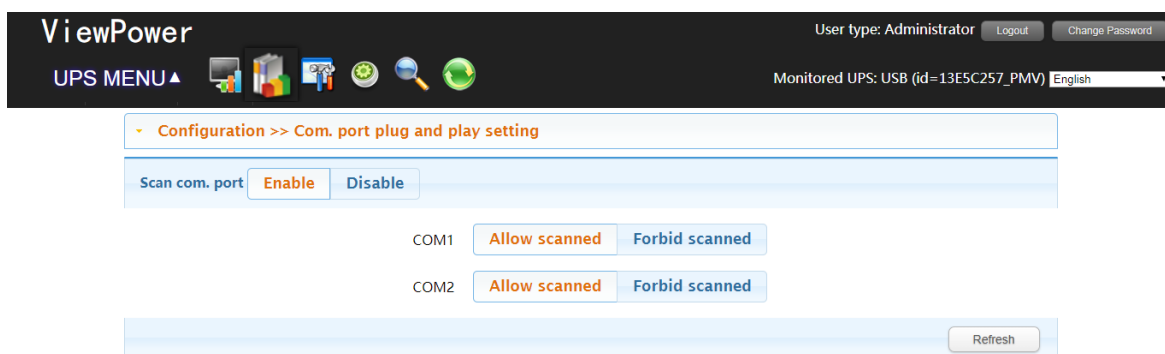 ViewPower
User type: Administrator Logout Change Password
UPS MENU▲
Monitored UPS: USB (id=13E5C257_PMV) English
Configuration >> Com. port plug and play setting
Scan com. port Enable Disable
COM1 Allow scanned Forbid scanned
COM2 Allow scanned Forbid scanned
Refresh